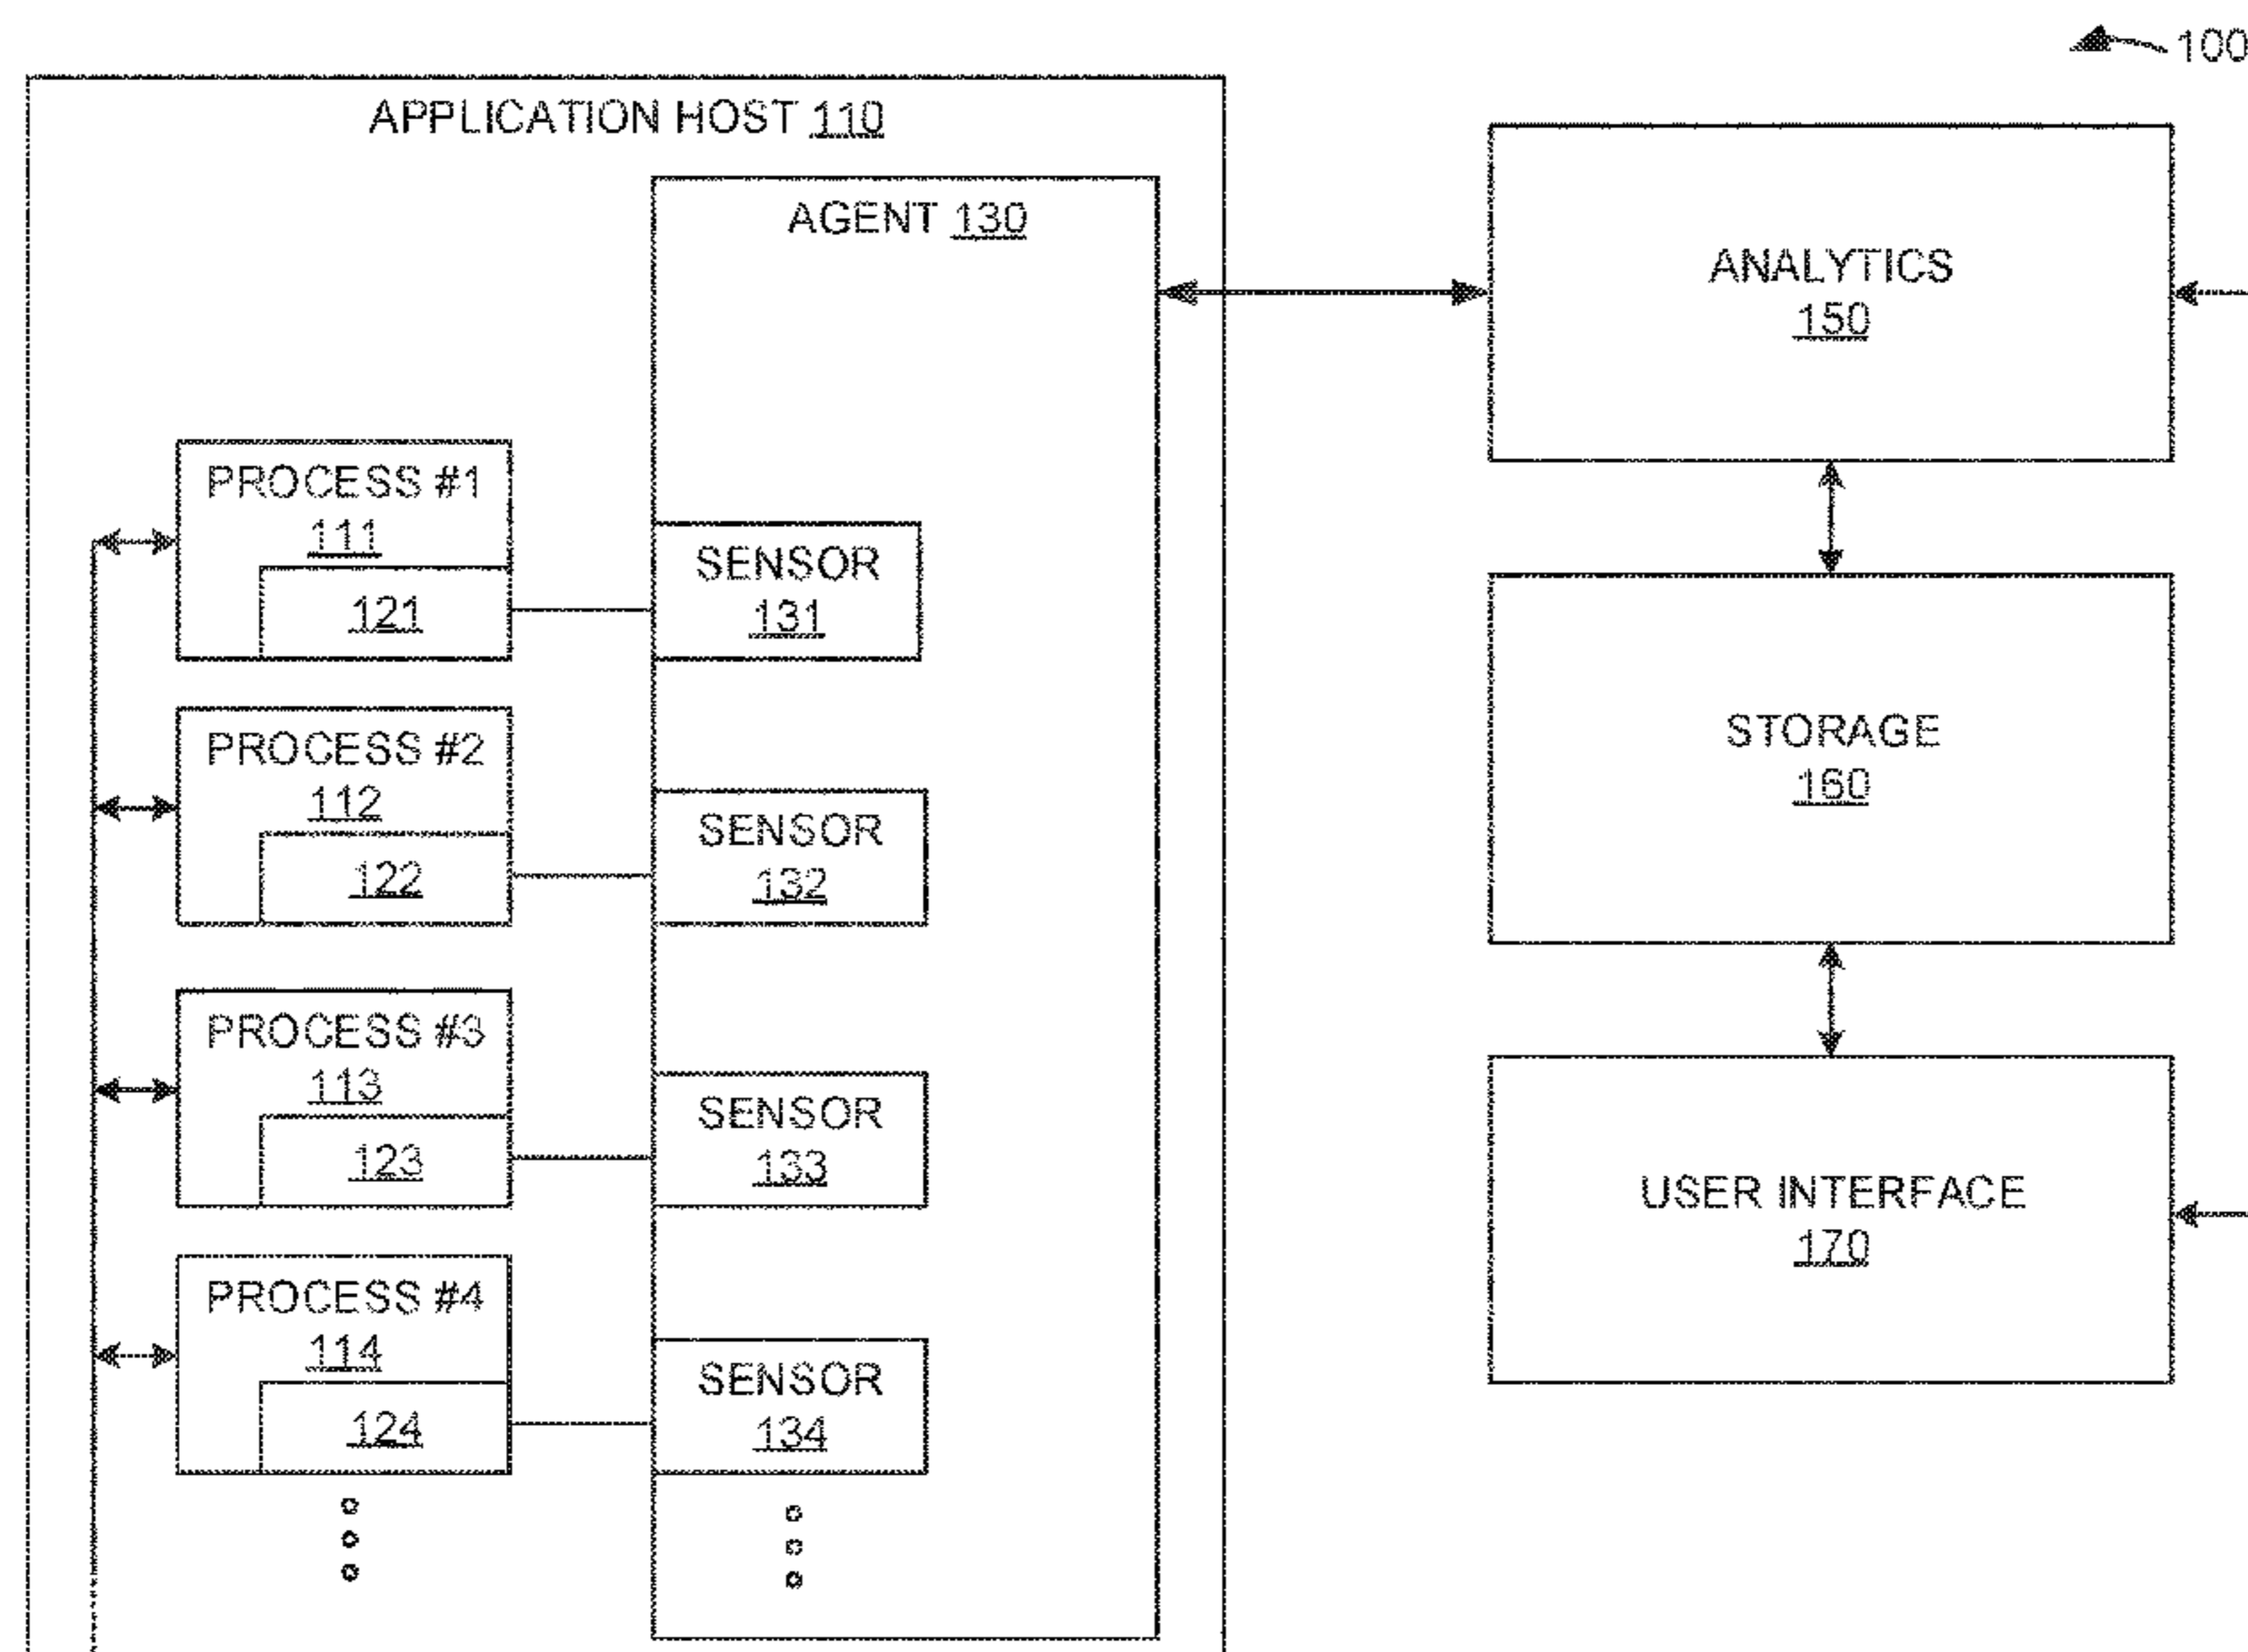 100
APPLICATION HOST 110
AGENT 130
PROCESS #1
111
121
SENSOR
131
PROCESS #2
112
122
SENSOR
132
PROCESS #3
113
123
SENSOR
133
PROCESS #4
114
124
SENSOR
134
ANALYTICS
150
STORAGE
160
USER INTERFACE
170